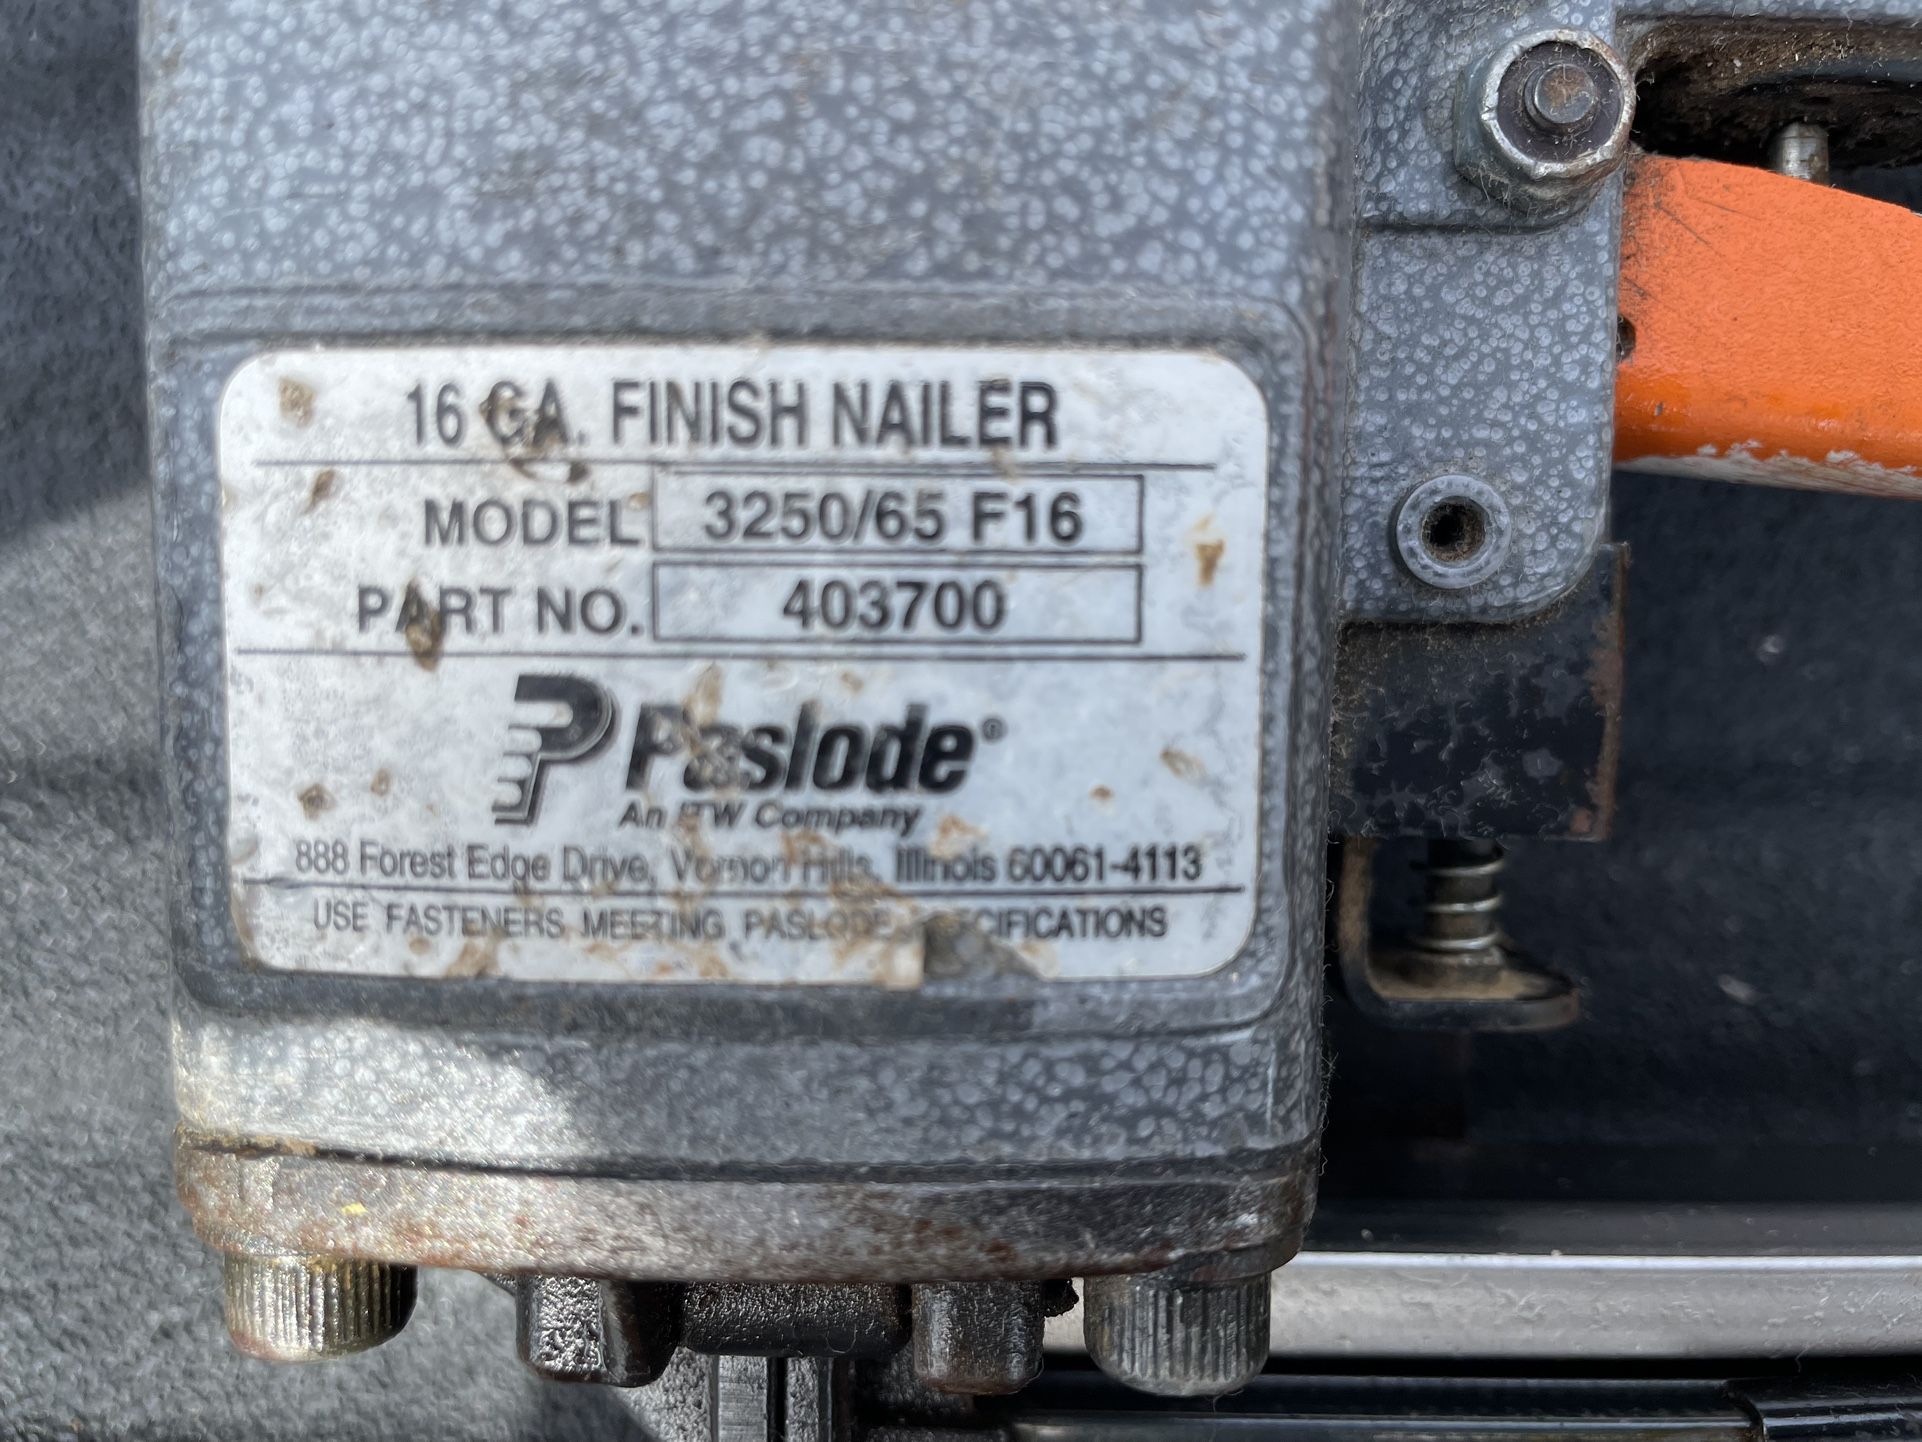 16 GA. FINISH NAILER
MODEL 3250/65 F16
PART NO. 403700
Paslode®
An ITW Company
888 Forest Edge Drive, Vernon Hills, Illinois 60061-4113
USE FASTENERS MEETING PASLODE SPECIFICATIONS